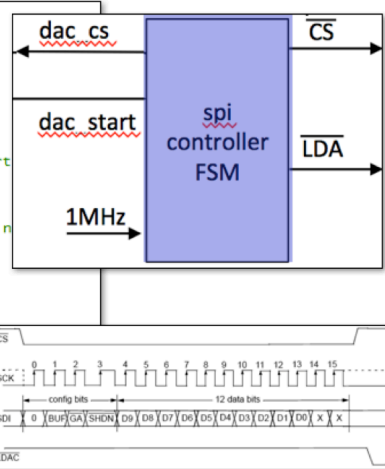 dac_cs
CS
dac_start
spi
controller
FSM
LDA
1MHz
rt
n
CS
0 1 2 3 4 5 6 7 8 9 10 11 12 13 14 15
SCK
config bits
12 data bits
SDI
0 BUF GA SHDN D9 D8 D7 D6 D5 D4 D3 D2 D1 D0 X X
DAC